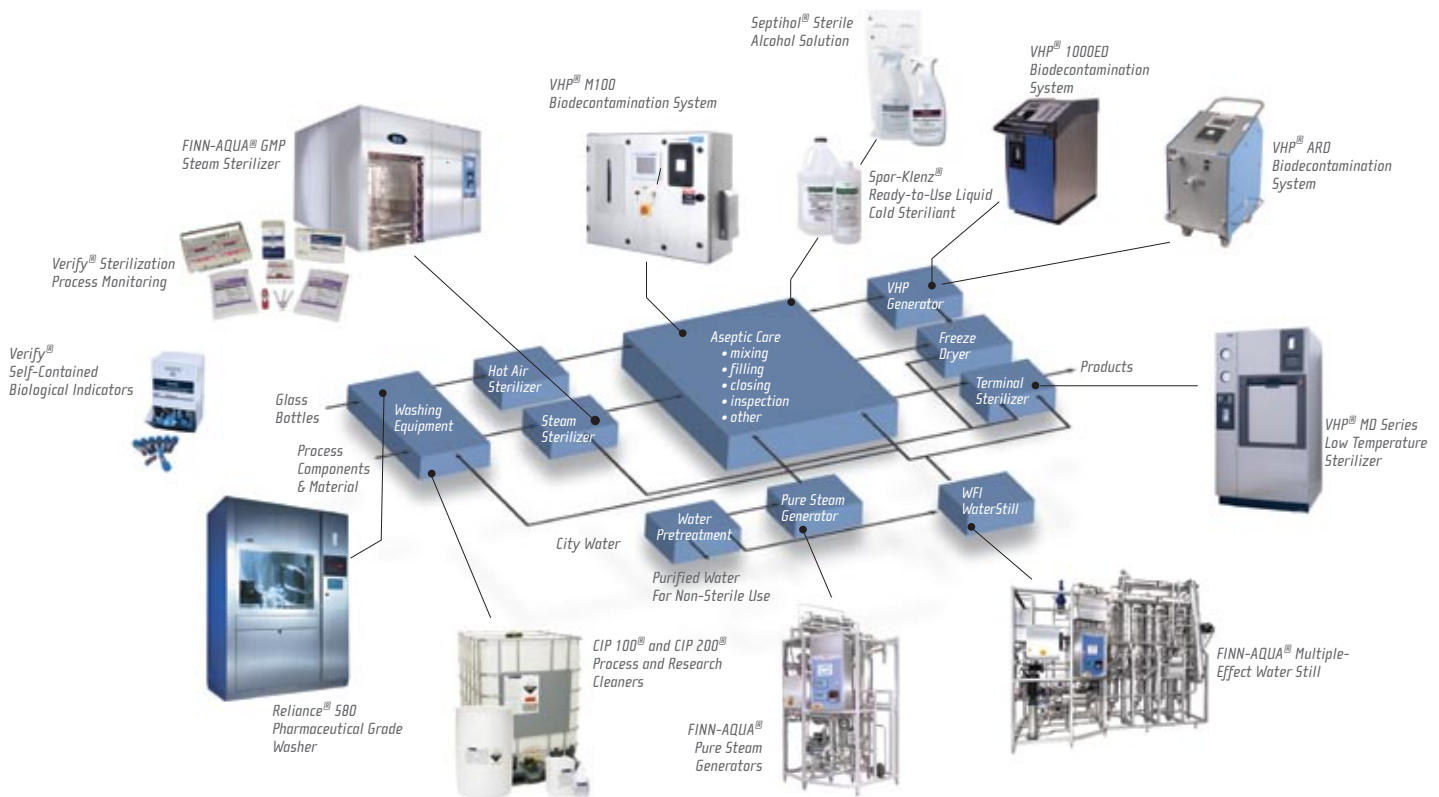 Septihol® Sterile
Alcohol Solution
VHP® 1000ED
Biodecontamination
System
VHP® M100
Biodecontamination System
FINN-AQUA® GMP
Steam Sterilizer
VHP® ARD
Biodecontamination
System
Spor-Klenz®
Ready-to-Use Liquid
Cold Steriliant
Verify® Sterilization
Process Monitoring
VHP
Generator
Aseptic Care
• mixing
• filling
• closing
• inspection
• other
Freeze
Dryer
Verify®
Self-Contained
Biological Indicators
Hot Air
Sterilizer
Products
Terminal
Sterilizer
Glass
Bottles
Washing
Equipment
Steam
Sterilizer
VHP® MD Series
Low Temperature
Sterilizer
Process
Components
& Material
Pure Steam
Generator
WFI
WaterStill
Water
Pretreatment
City Water
Purified Water
For Non-Sterile Use
CIP 100® and CIP 200®
Process and Research
Cleaners
FINN-AQUA® Multiple-
Effect Water Still
Reliance® 580
Pharmaceutical Grade
Washer
FINN-AQUA®
Pure Steam
Generators